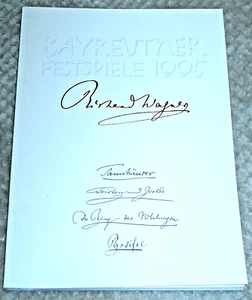 BAYREUTHER
FESTSPIELE 1995
Richard Wagner
Tannhäuser
Tristan und Isolde
Der Ring des Nibelungen
Parsifal